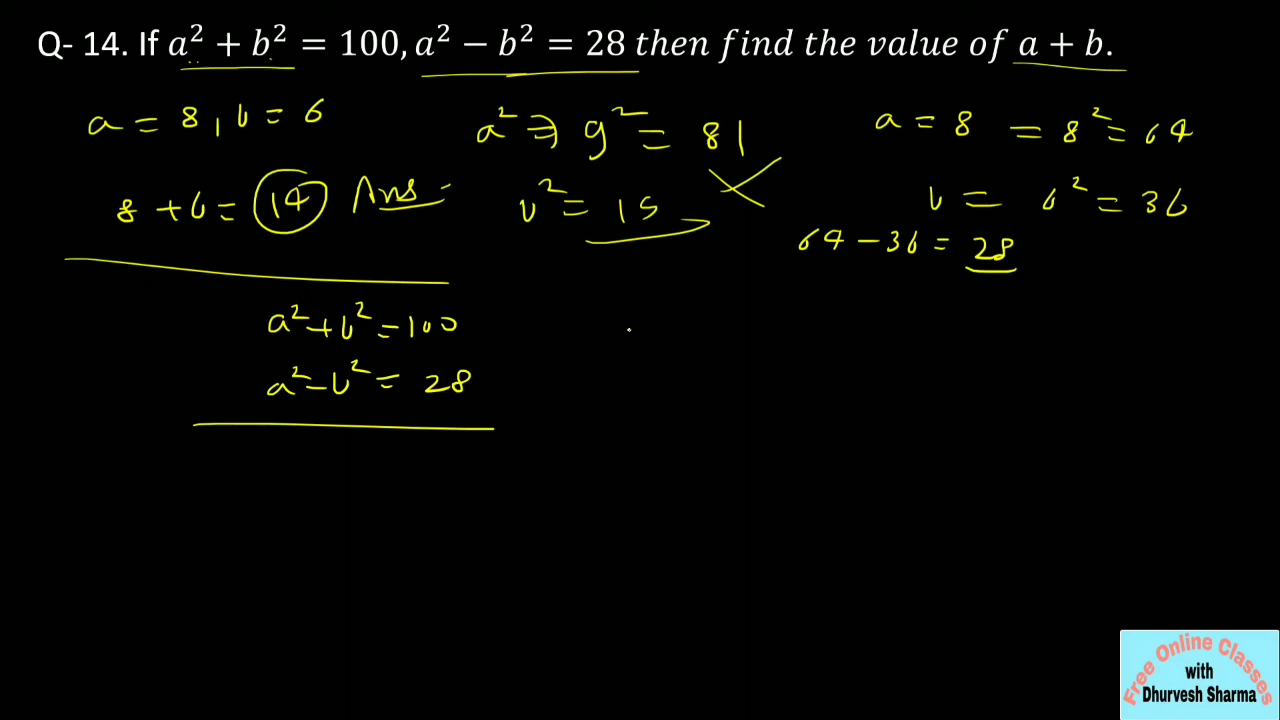 Q- 14. If a² + b² = 100, a² − b² = 28 then find the value of a + b.
a = 8, b = 6
8 + 6 = 14 Ans
a² ⇒ 9² = 81
b² = 15
a = 8 = 8² = 64
b = 6² = 36
64 − 36 = 28
a² + b² = 100
a² − b² = 28
Free Online Classes
with
Dhurvesh Sharma